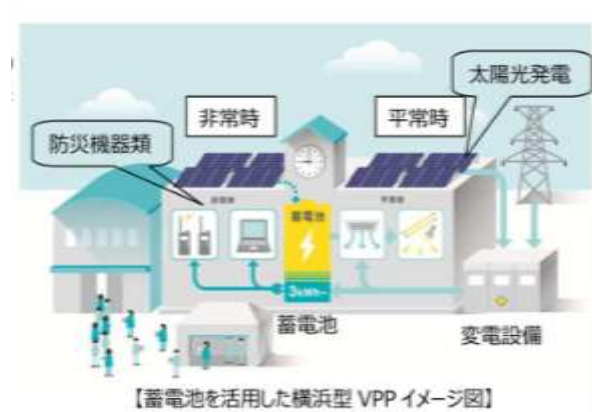 太陽光発電
非常時
平常時
防災機器類
蓄電池
3kWh~
蓄電池
変電設備
【蓄電池を活用した横浜型 VPP イメージ図】